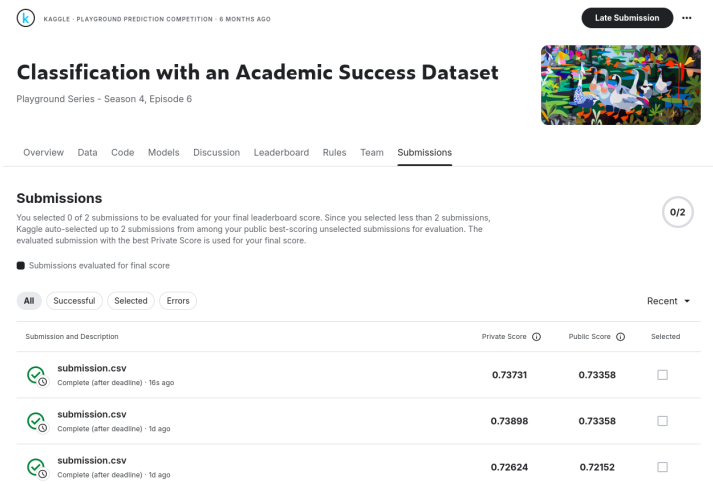 k KAGGLE · PLAYGROUND PREDICTION COMPETITION · 6 MONTHS AGO
Late Submission ···
Classification with an Academic Success Dataset
Playground Series - Season 4, Episode 6
Overview Data Code Models Discussion Leaderboard Rules Team Submissions
Submissions
0/2
You selected 0 of 2 submissions to be evaluated for your final leaderboard score. Since you selected less than 2 submissions,
Kaggle auto-selected up to 2 submissions from among your public best-scoring unselected submissions for evaluation. The
evaluated submission with the best Private Score is used for your final score.
Submissions evaluated for final score
All Successful Selected Errors Recent
Submission and Description Private Score Public Score Selected
submission.csv
Complete (after deadline) · 16s ago
0.73731 0.73358
submission.csv
Complete (after deadline) · 1d ago
0.73898 0.73358
submission.csv
Complete (after deadline) · 1d ago
0.72624 0.72152